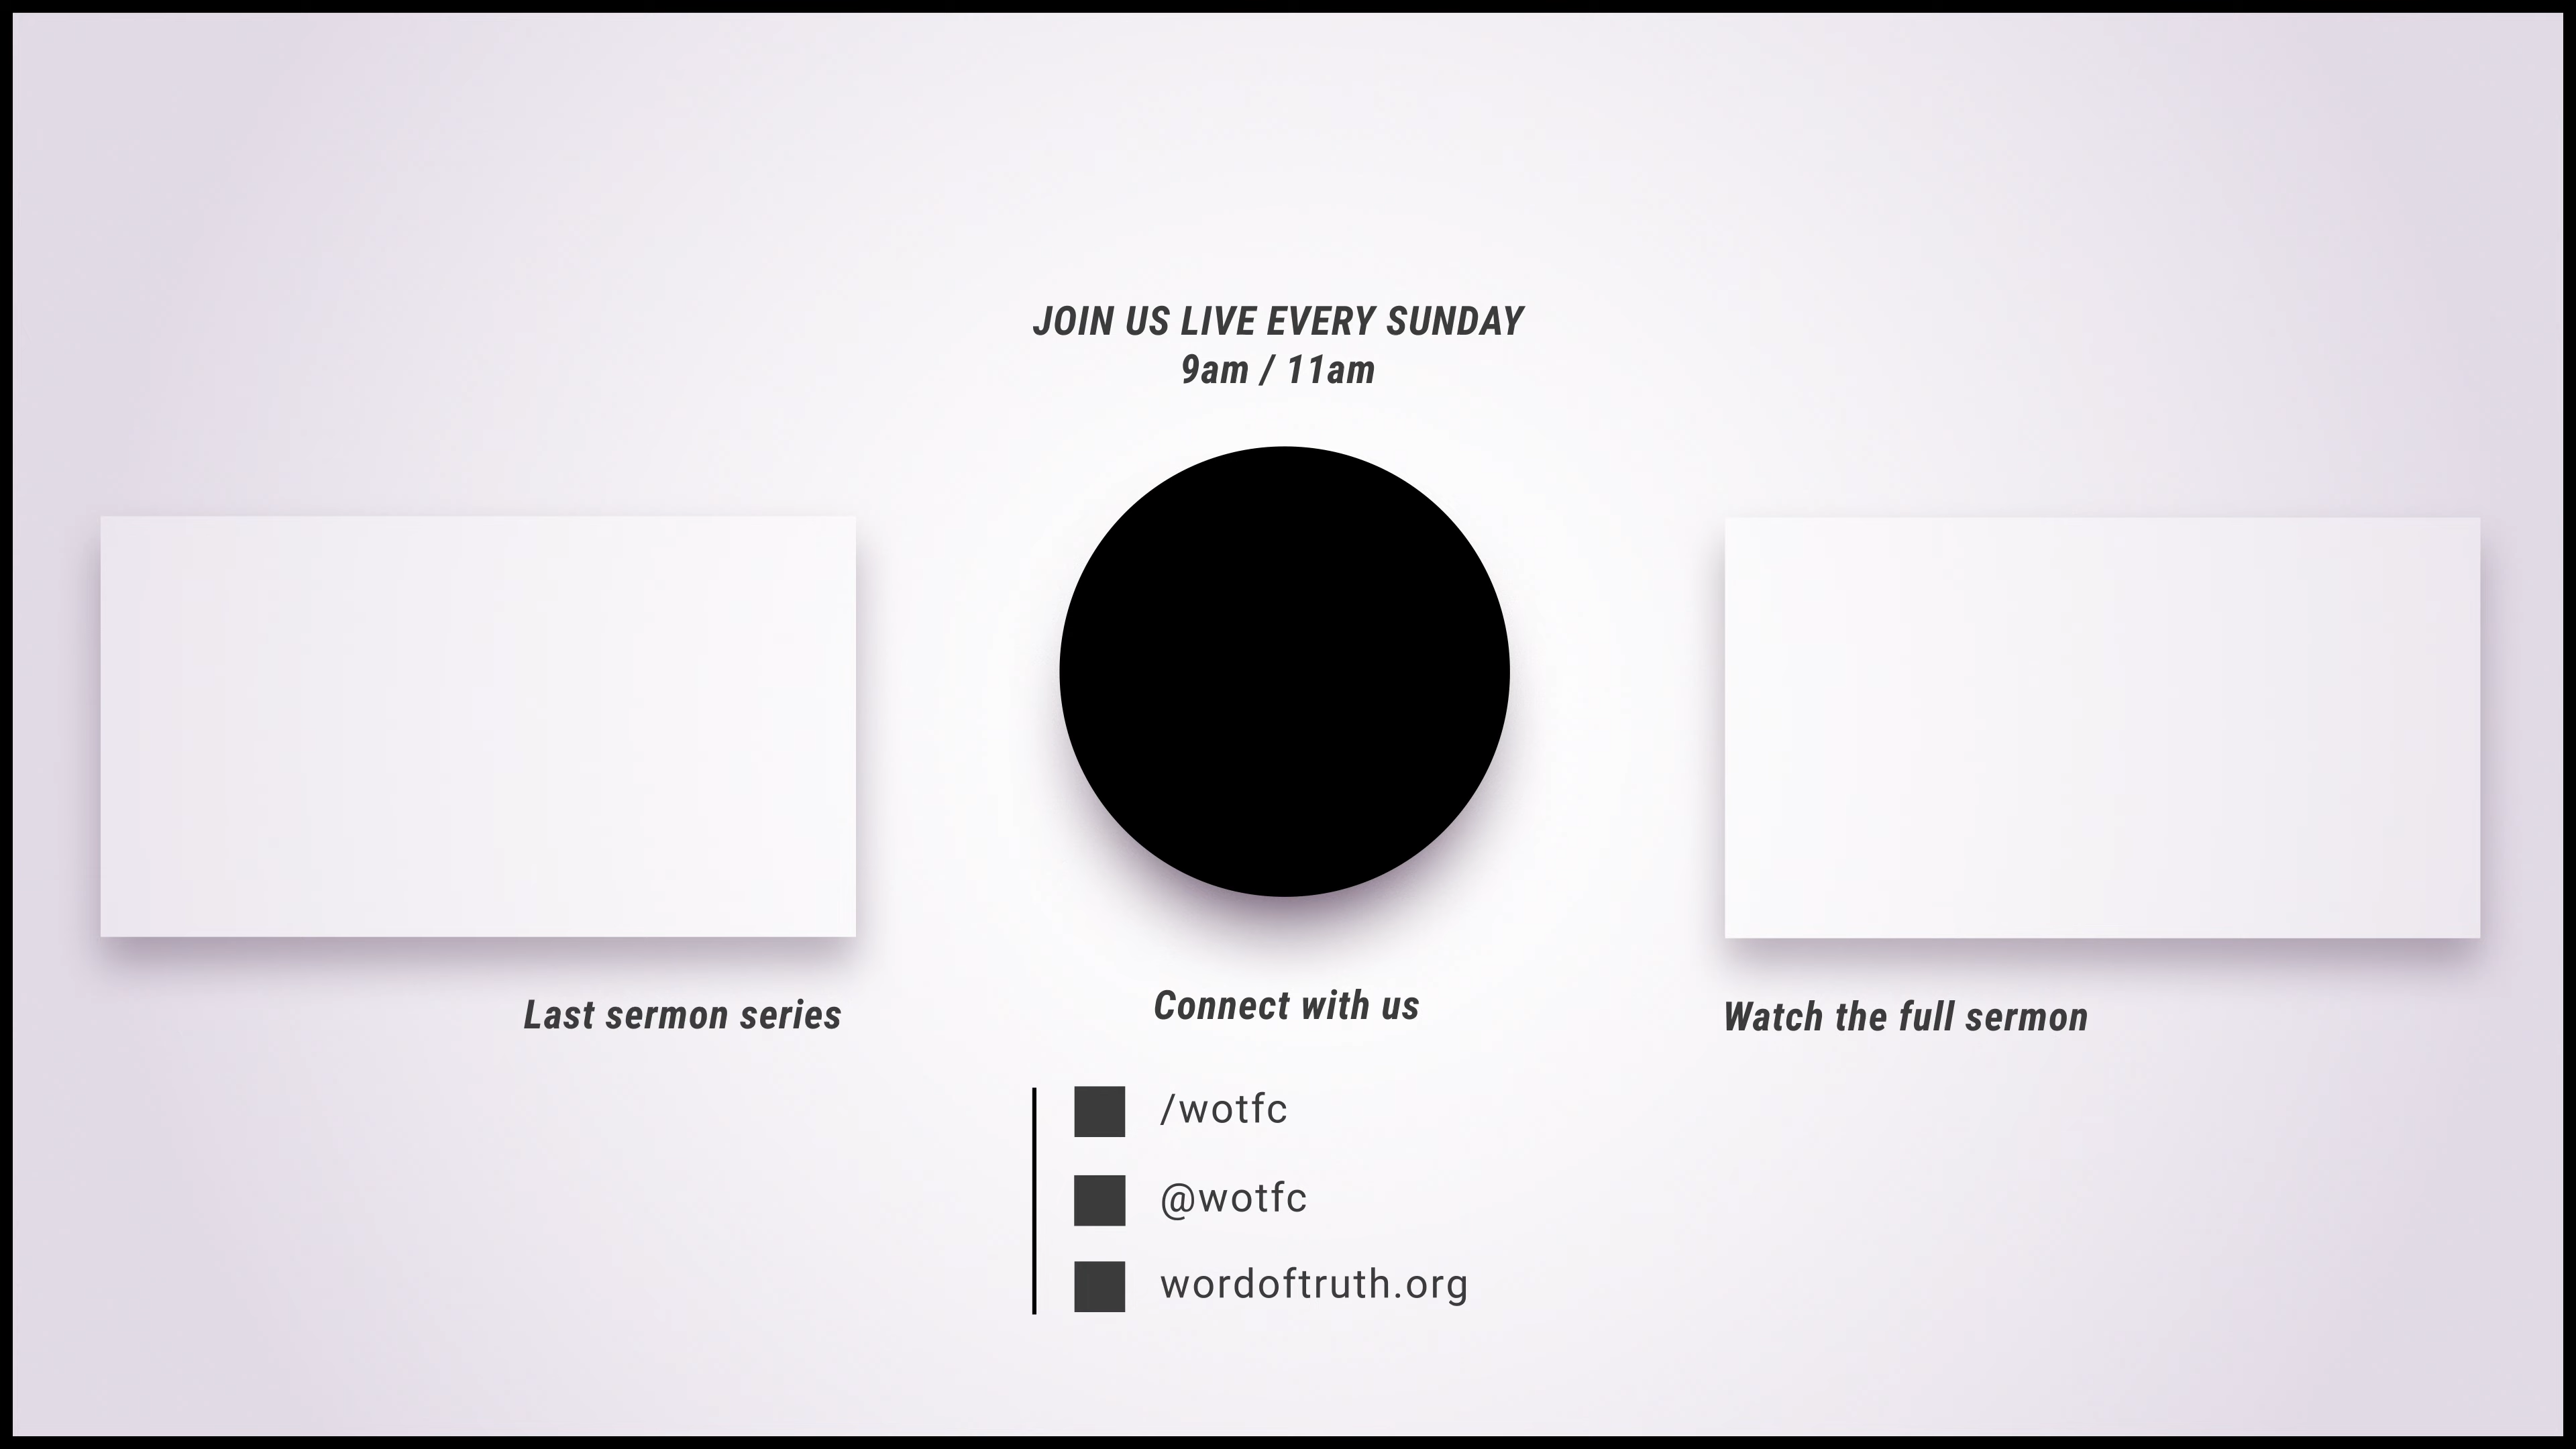 JOIN US LIVE EVERY SUNDAY
9am / 11am
Last sermon series
Connect with us
Watch the full sermon
/wotfc
@wotfc
wordoftruth.org